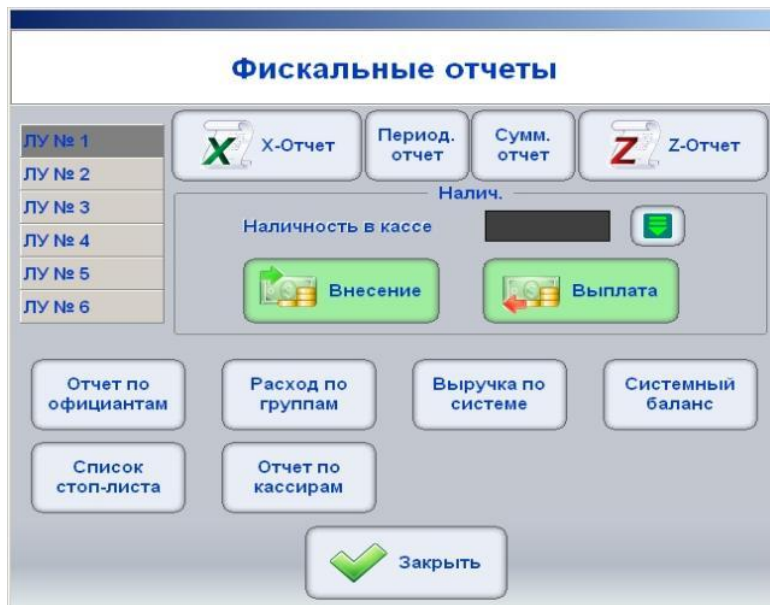 Фискальные отчеты
ЛУ № 1
ЛУ № 2
ЛУ № 3
ЛУ № 4
ЛУ № 5
ЛУ № 6
X
X-Отчет
Период.
отчет
Сумм.
отчет
Z
Z-Отчет
Налич.
Наличность в кассе
Внесение
Выплата
Отчет по
официантам
Расход по
группам
Выручка по
системе
Системный
баланс
Список
стоп-листа
Отчет по
кассирам
Закрыть